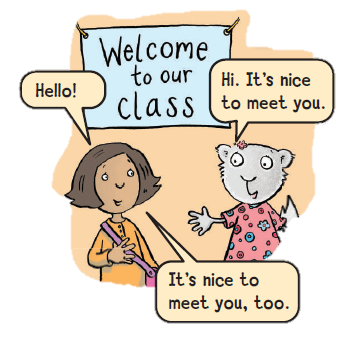 Welcome
to our
class
Hello!
Hi. It's nice
to meet you.
It's nice to
meet you, too.